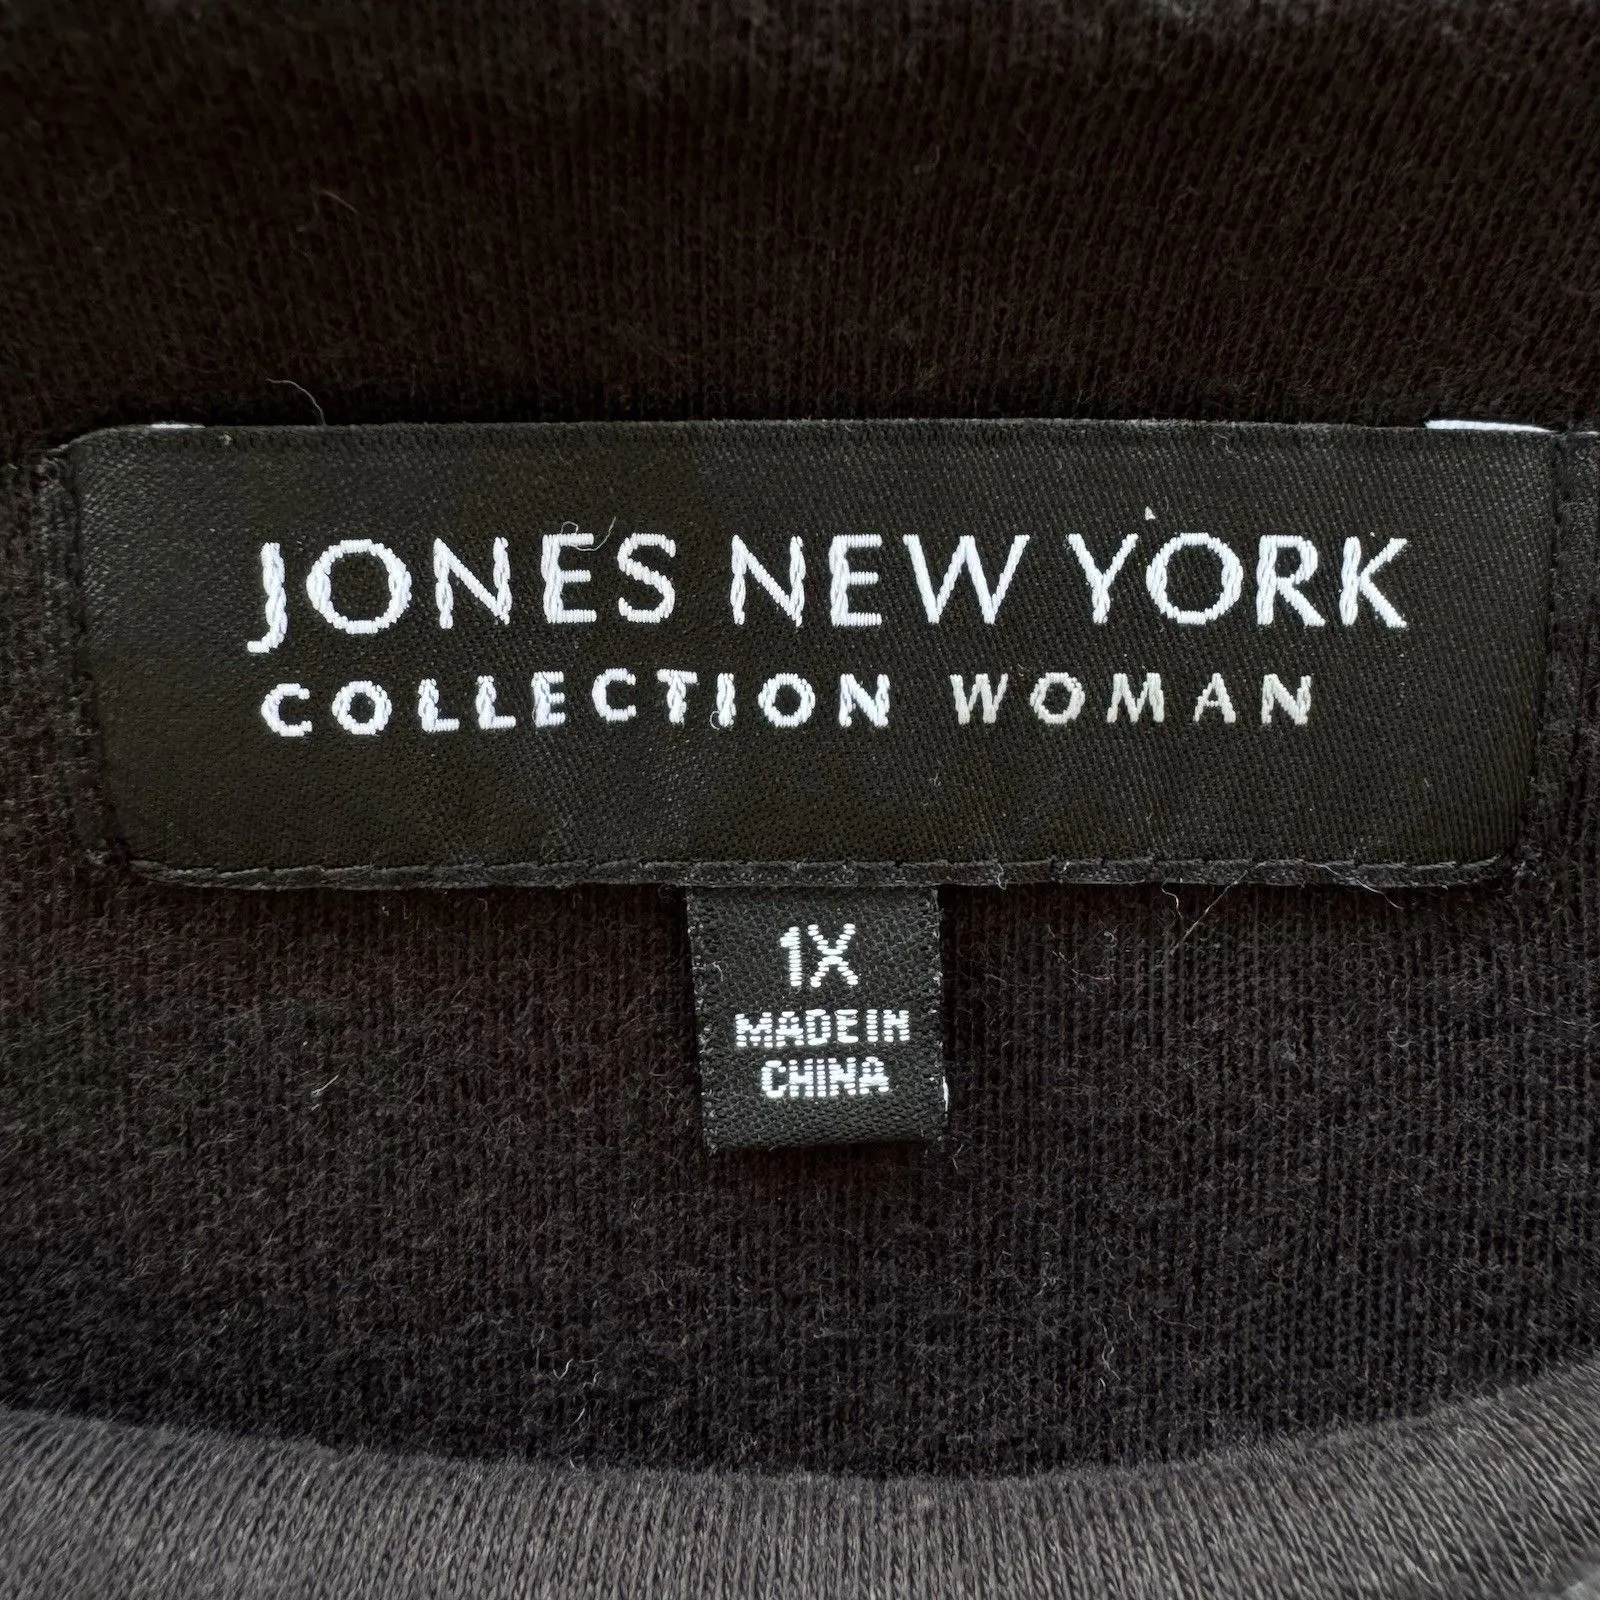 JONES NEW YORK
COLLECTION WOMAN
1X
MADE IN
CHINA